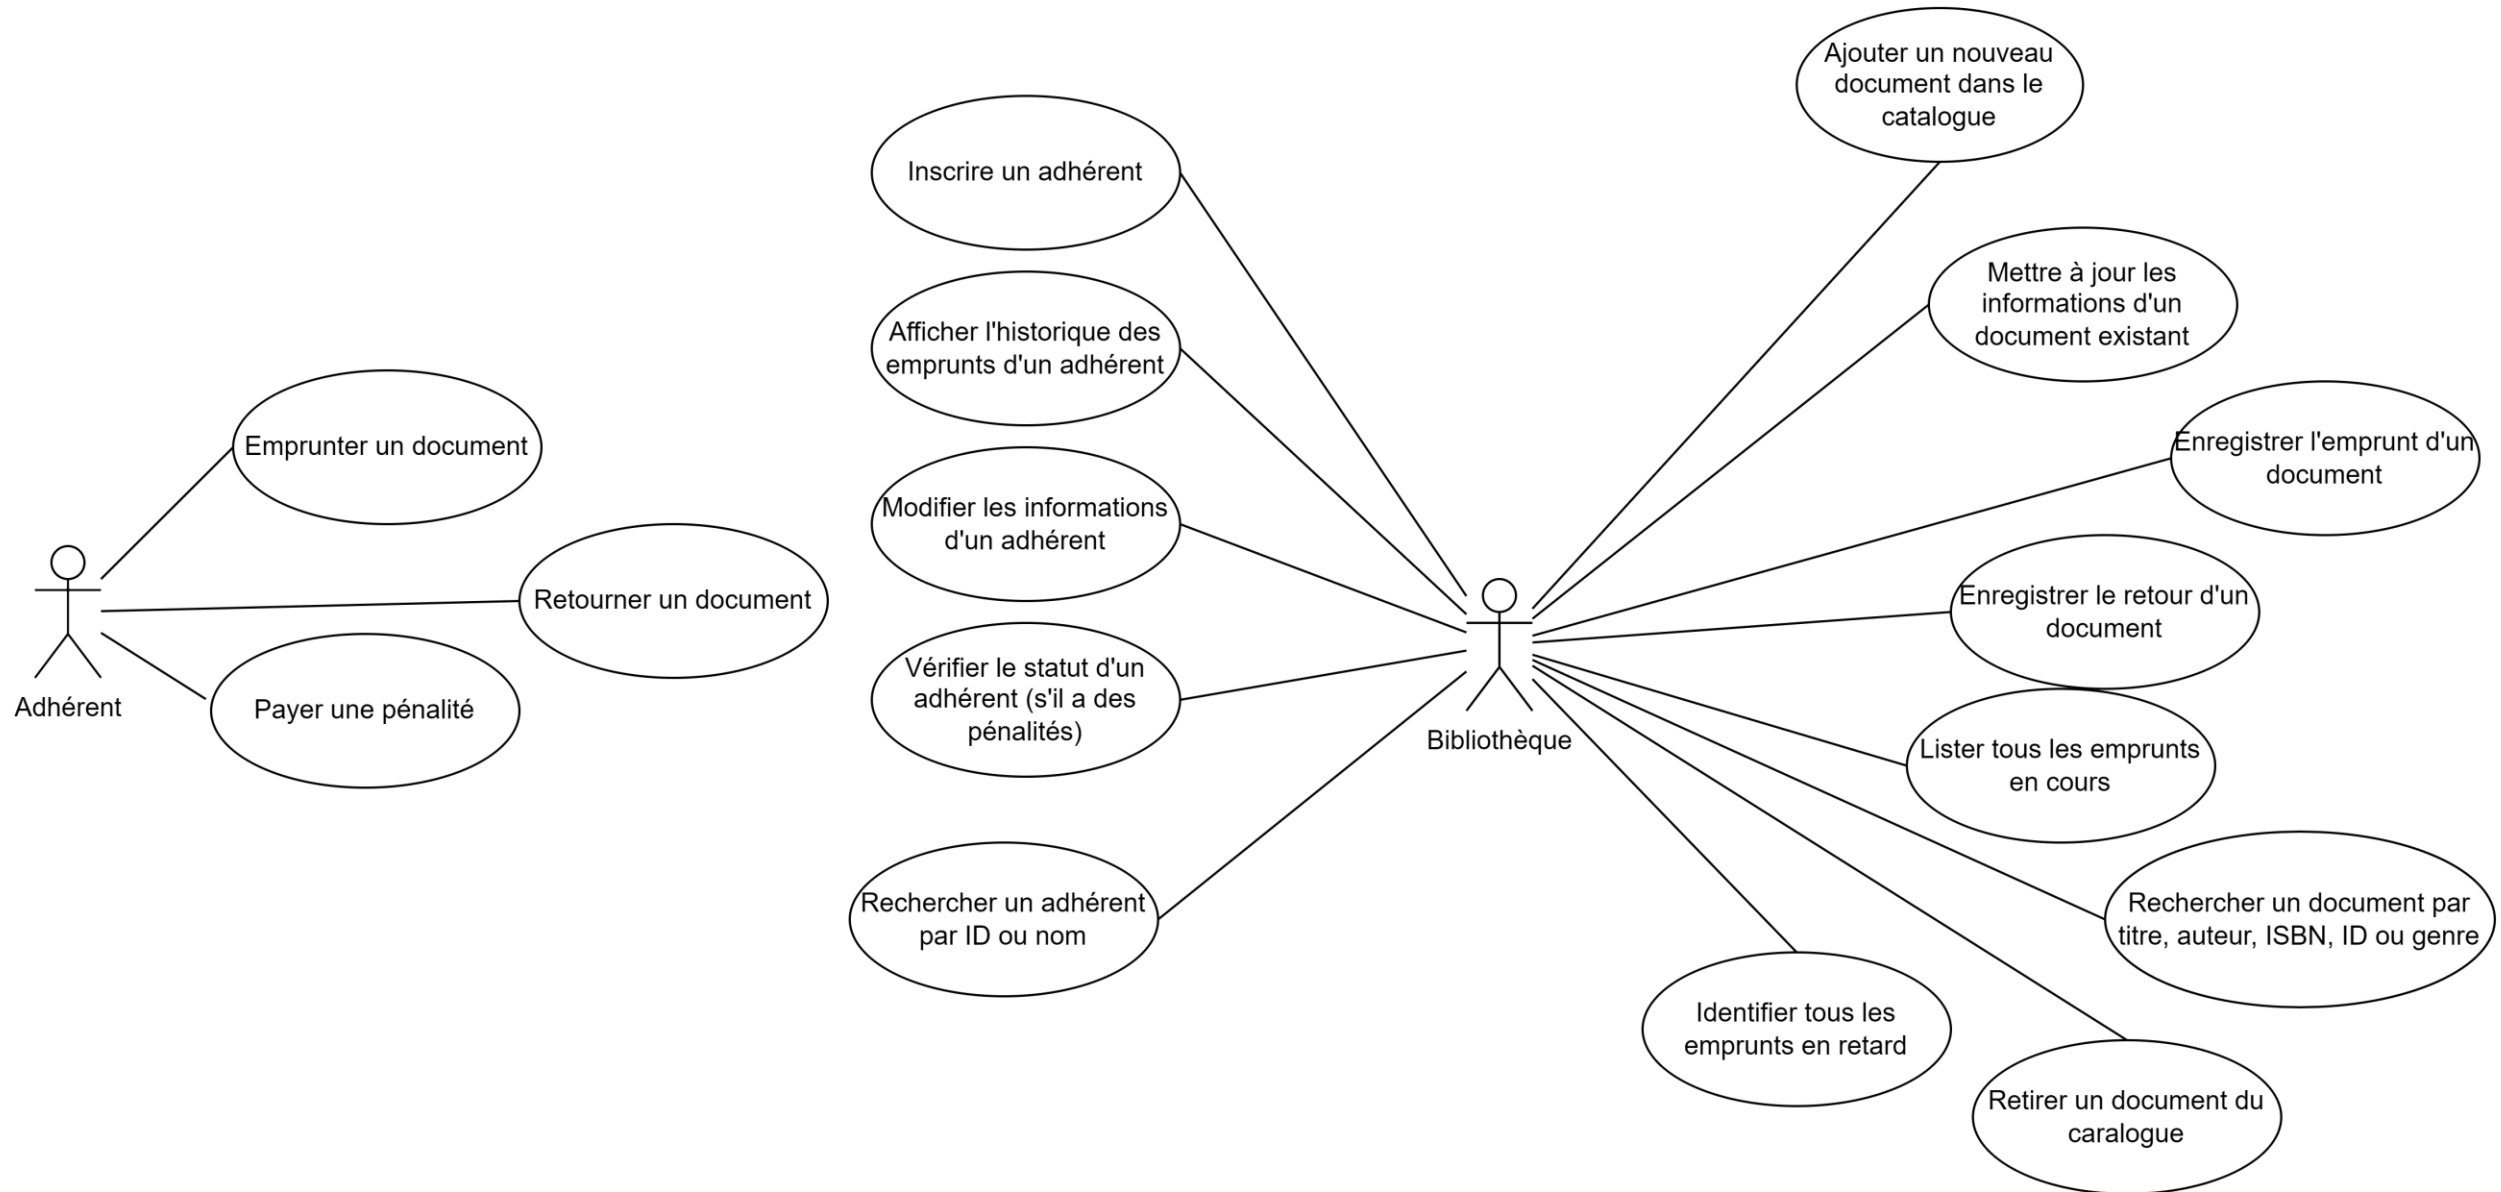 Ajouter un nouveau
document dans le
catalogue
Inscrire un adhérent
Mettre à jour les
informations d'un
document existant
Afficher l'historique des
emprunts d'un adhérent
Enregistrer l'emprunt d'un
document
Emprunter un document
Modifier les informations
d'un adhérent
Retourner un document
Enregistrer le retour d'un
document
Vérifier le statut d'un
adhérent (s'il a des
pénalités)
Adhérent
Payer une pénalité
Bibliothèque
Lister tous les emprunts
en cours
Rechercher un adhérent
par ID ou nom
Rechercher un document par
titre, auteur, ISBN, ID ou genre
Identifier tous les
emprunts en retard
Retirer un document du
caralogue